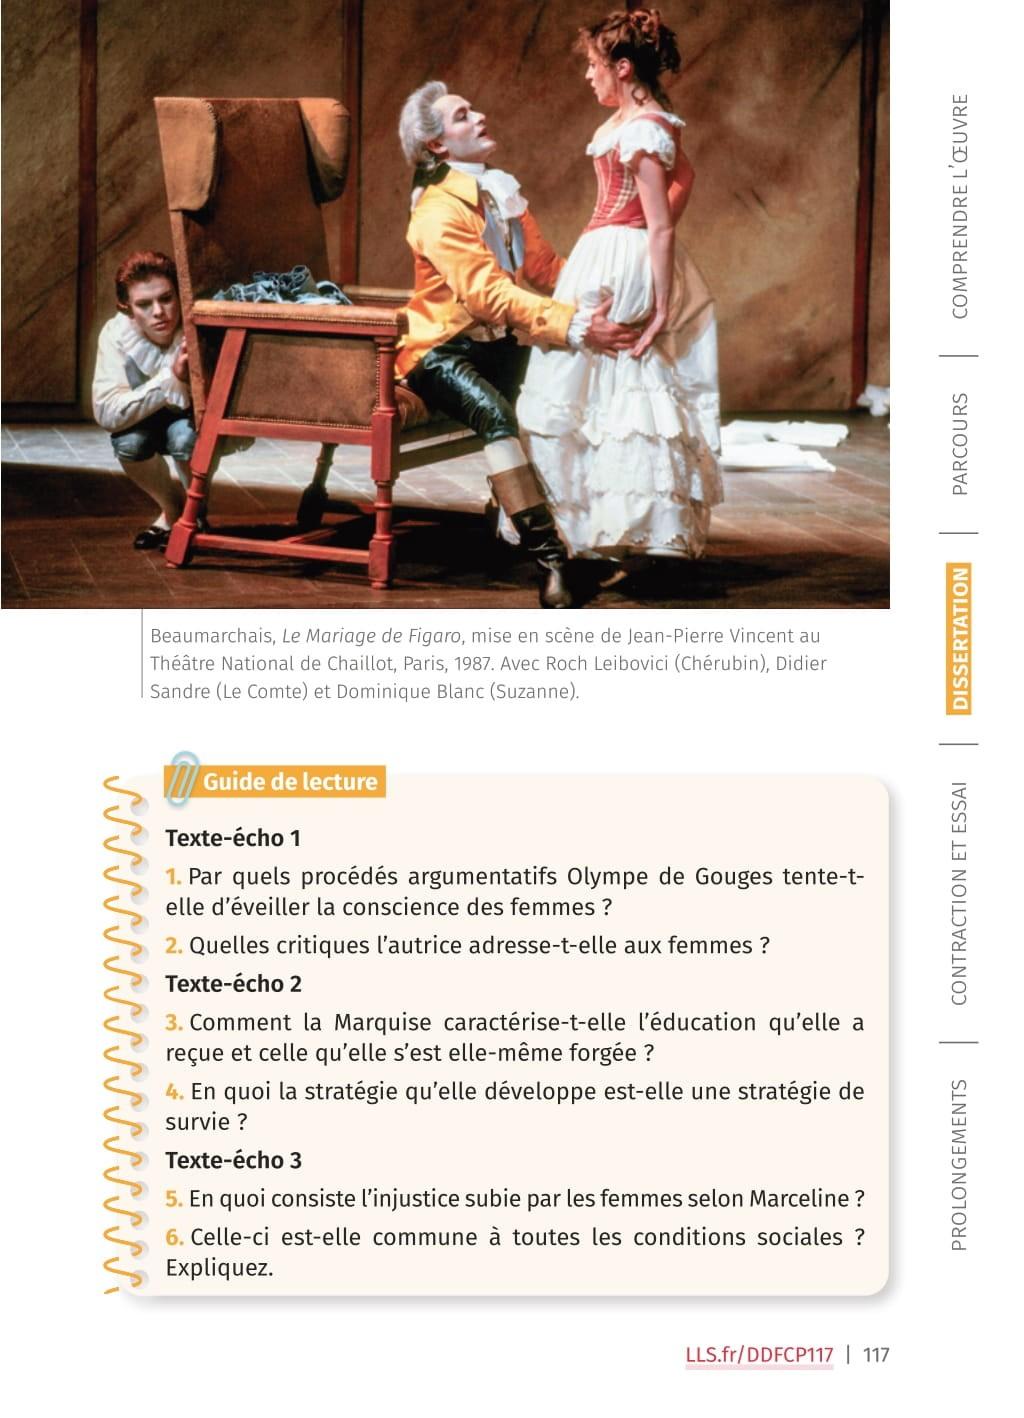 Beaumarchais, Le Mariage de Figaro, mise en scène de Jean-Pierre Vincent au
Théâtre National de Chaillot, Paris, 1987. Avec Roch Leibovici (Chérubin), Didier
Sandre (Le Comte) et Dominique Blanc (Suzanne).
Guide de lecture
Texte-écho 1
1. Par quels procédés argumentatifs Olympe de Gouges tente-t-
elle d’éveiller la conscience des femmes ?
2. Quelles critiques l’autrice adresse-t-elle aux femmes ?
Texte-écho 2
3. Comment la Marquise caractérise-t-elle l’éducation qu’elle a
reçue et celle qu’elle s’est elle-même forgée ?
4. En quoi la stratégie qu’elle développe est-elle une stratégie de
survie ?
Texte-écho 3
5. En quoi consiste l’injustice subie par les femmes selon Marceline ?
6. Celle-ci est-elle commune à toutes les conditions sociales ?
Expliquez.
LLS.fr/DDFCP117 | 117
COMPRENDRE L’ŒUVRE
PARCOURS
DISSERTATION
CONTRACTION ET ESSAI
PROLONGEMENTS